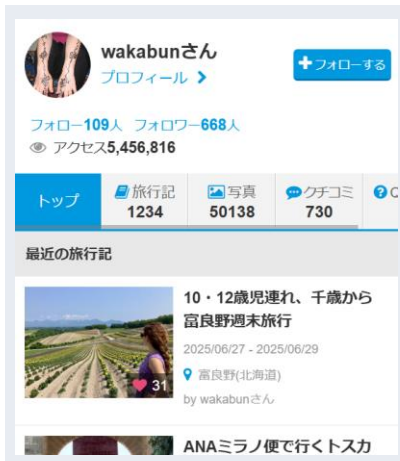 wakabunさん
プロフィール
フォローする
フォロー109人 フォロワー668人
アクセス5,456,816
トップ
旅行記
1234
写真
50138
クチコミ
730
最近の旅行記
10・12歳児連れ、千歳から
富良野週末旅行
2025/06/27 - 2025/06/29
富良野(北海道)
by wakabunさん
31
ANAミラノ便で行くトスカ